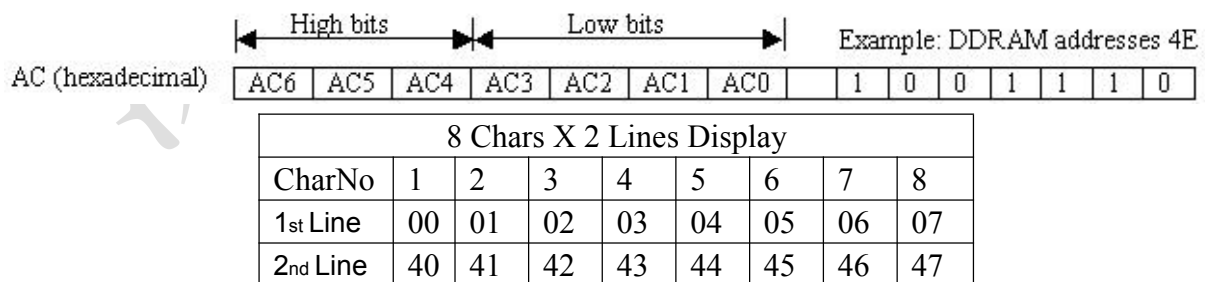 High bits Low bits Example: DDRAM addresses 4E
AC (hexadecimal) AC6 AC5 AC4 AC3 AC2 AC1 AC0 1 0 0 1 1 1 0
8 Chars X 2 Lines Display
CharNo 1 2 3 4 5 6 7 8
1st Line 00 01 02 03 04 05 06 07
2nd Line 40 41 42 43 44 45 46 47